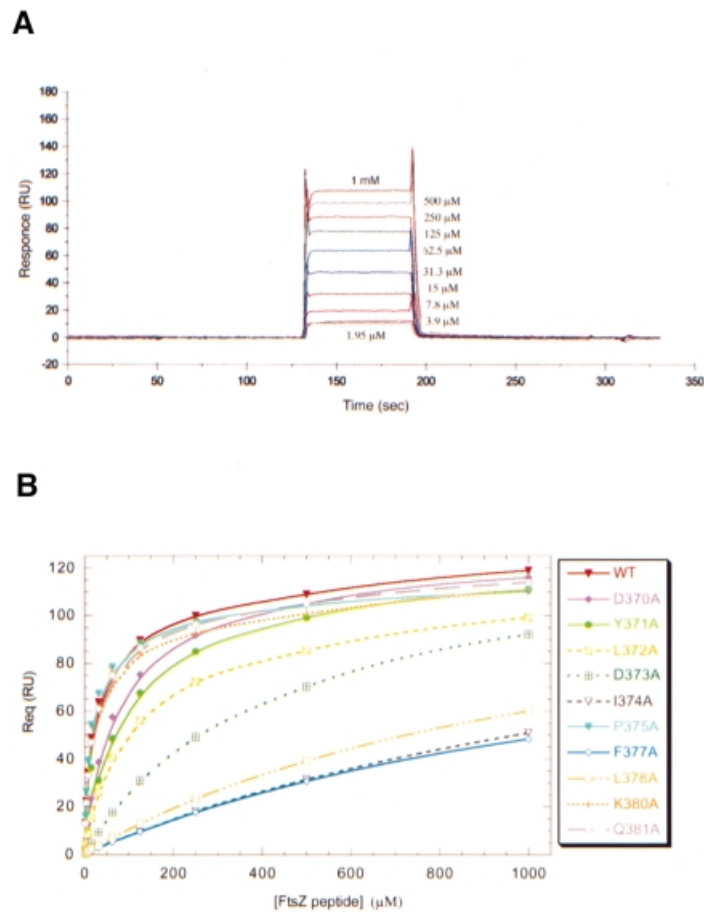 A
180
160
140
120
100
80
60
40
20
0
-20
Responce (RU)
1 mM
500 µM
250 µM
125 µM
62.5 µM
31.3 µM
15 µM
7.8 µM
3.9 µM
1.95 µM
0 50 100 150 200 250 300 350
Time (sec)
B
120
100
80
60
40
20
0
Req (RU)
0 200 400 600 800 1000
[FtsZ peptide] (µM)
WT
D370A
Y371A
L372A
D373A
I374A
P375A
F377A
L378A
K380A
Q381A